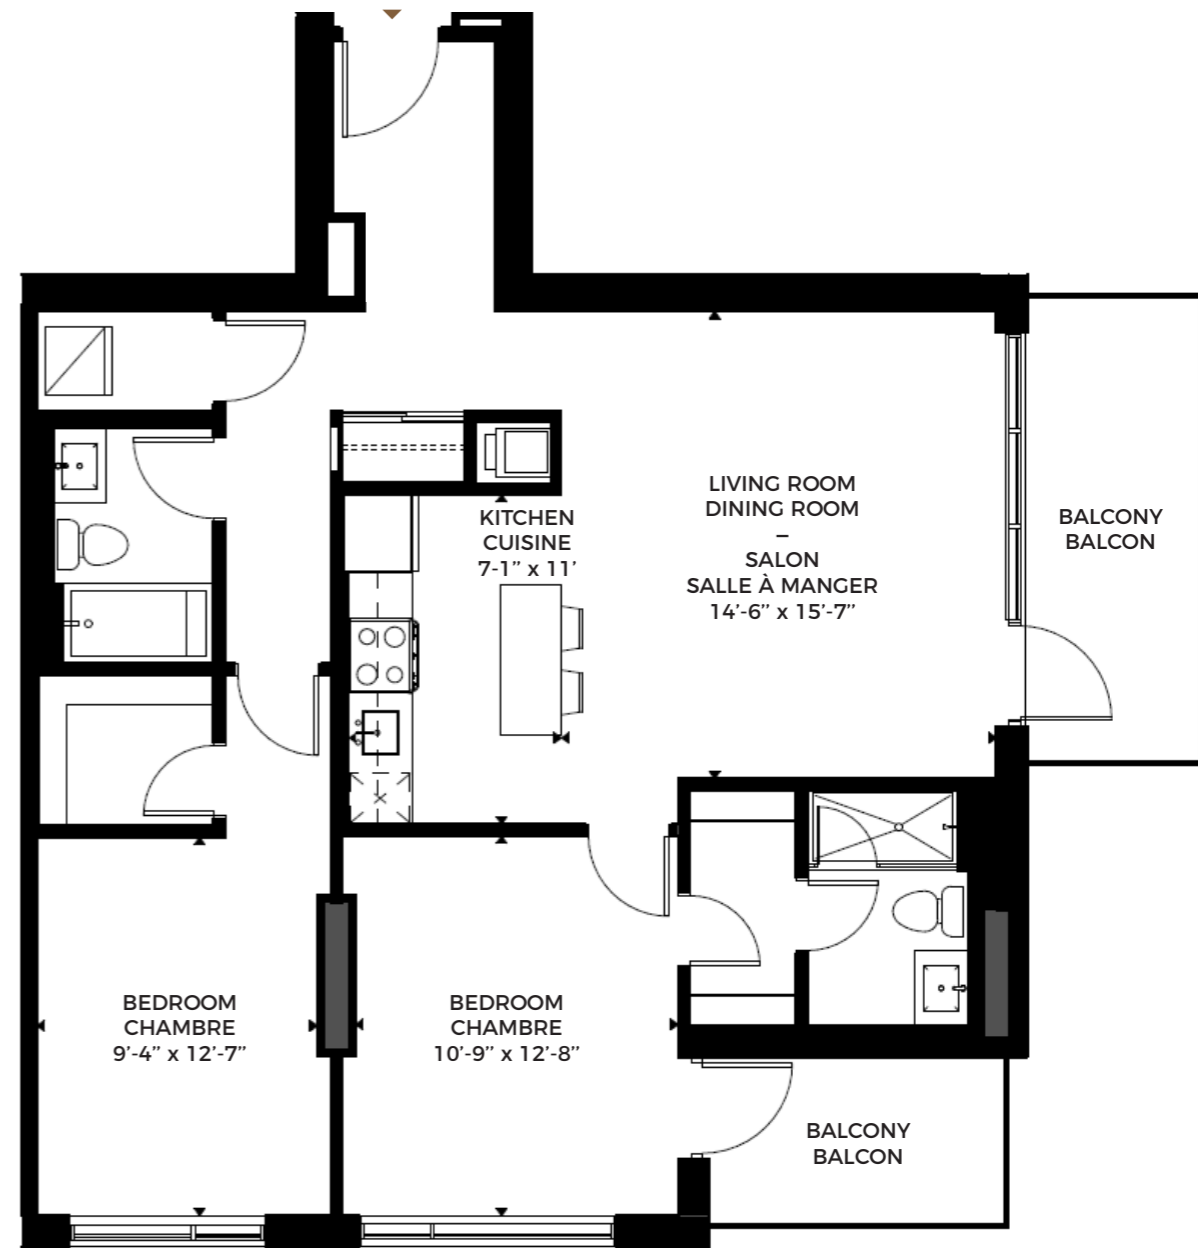 KITCHEN
CUISINE
7-1” x 11’
LIVING ROOM
DINING ROOM
–
SALON
SALLE À MANGER
14’-6” x 15’-7”
BALCONY
BALCON
BEDROOM
CHAMBRE
9’-4” x 12’-7”
BEDROOM
CHAMBRE
10’-9” x 12’-8”
BALCONY
BALCON